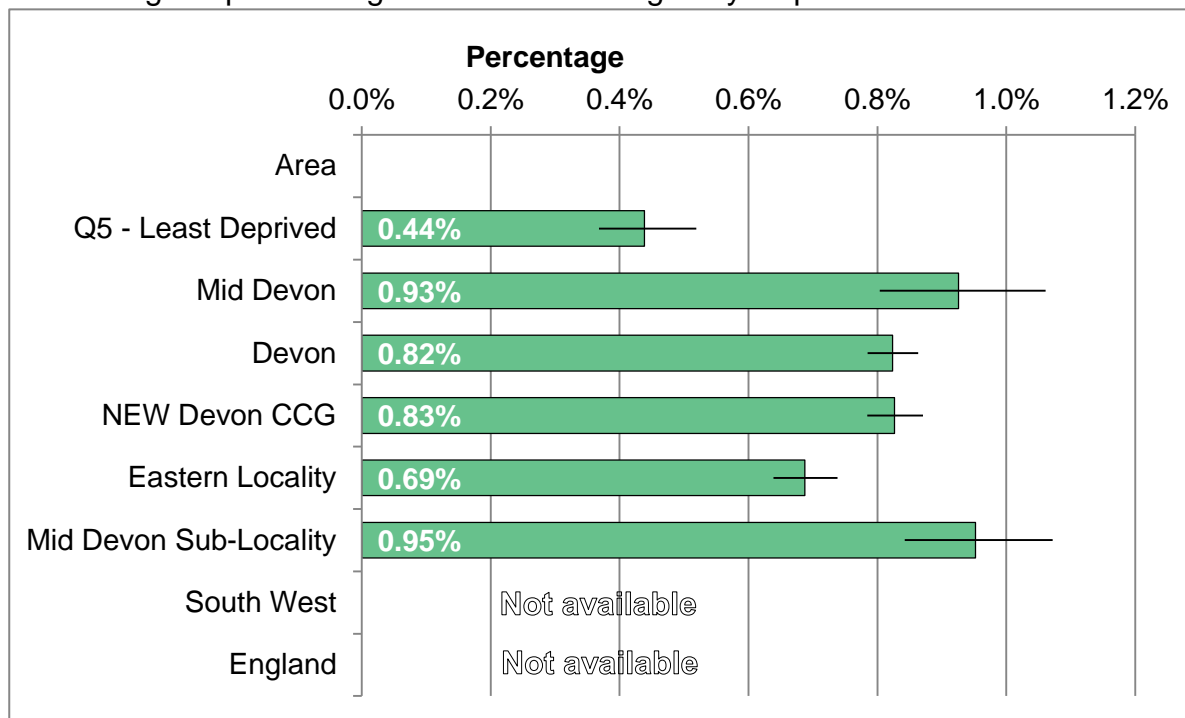 Percentage
0.0% 0.2% 0.4% 0.6% 0.8% 1.0% 1.2%
Area
Q5 - Least Deprived 0.44%
Mid Devon 0.93%
Devon 0.82%
NEW Devon CCG 0.83%
Eastern Locality 0.69%
Mid Devon Sub-Locality 0.95%
South West Not available
England Not available